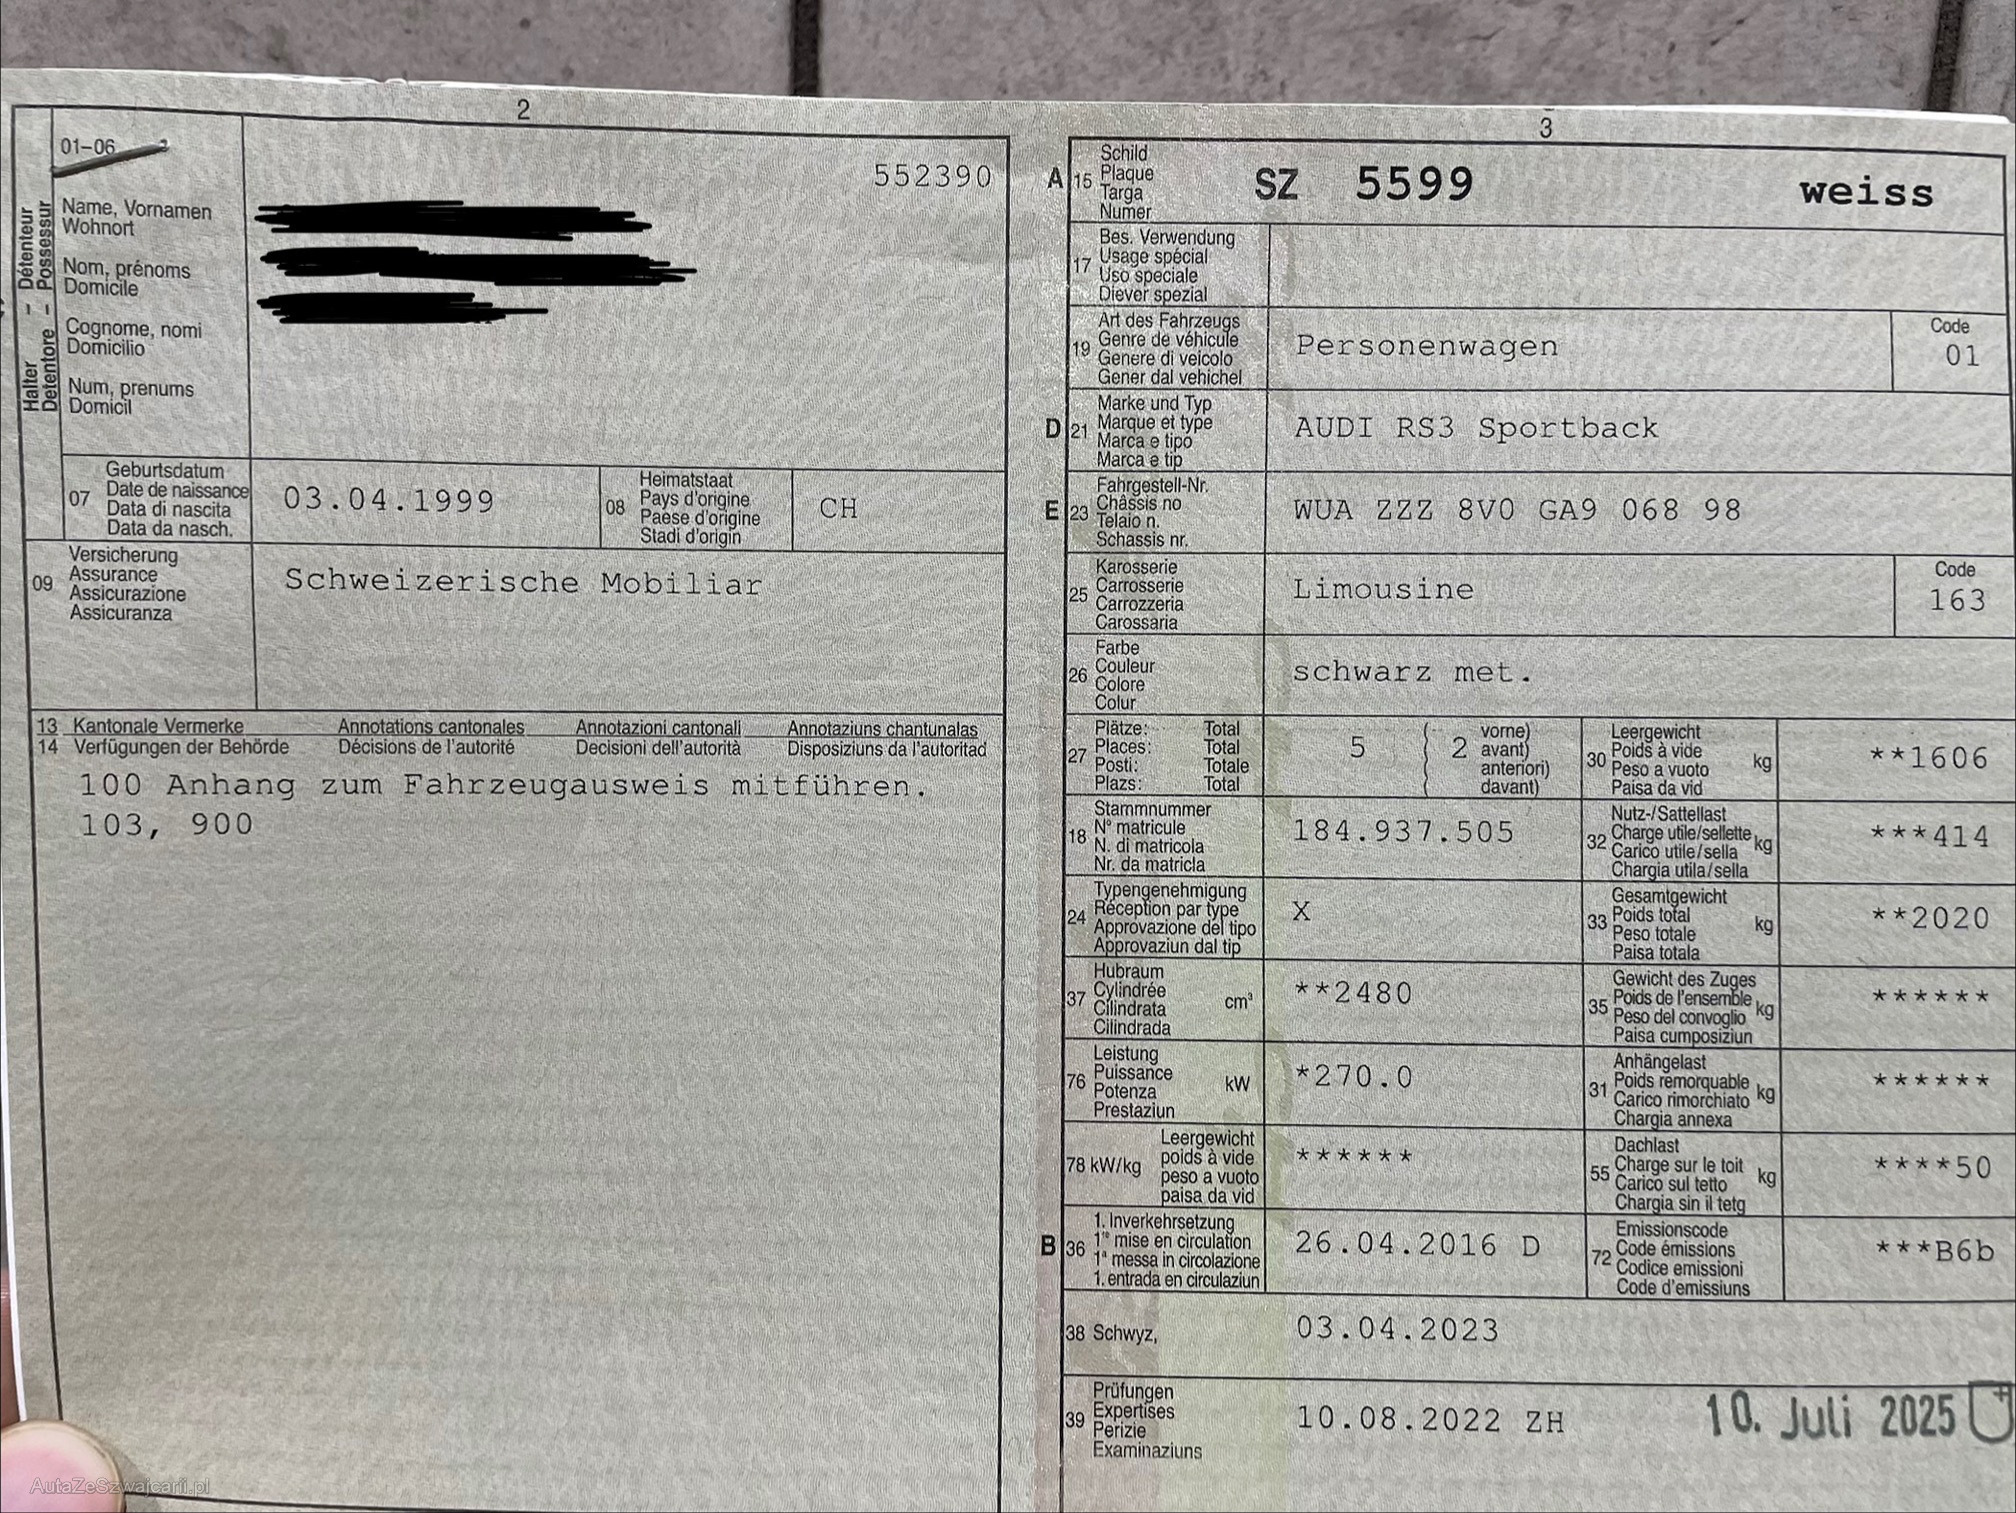 2
01-06
552390
Halter – Détenteur
Detentore – Possessur
Name, Vornamen
Wohnort
Nom, prénoms
Domicile
Cognome, nomi
Domicilio
Num, prenums
Domicil
07
Geburtsdatum
Date de naissance
Data di nascita
Data da nasch.
03.04.1999
08
Heimatstaat
Pays d'origine
Paese d'origine
Stadi d'origin
CH
09
Versicherung
Assurance
Assicurazione
Assicuranza
Schweizerische Mobiliar
13 Kantonale Vermerke Annotations cantonales Annotazioni cantonali Annotaziuns chantunalas
14 Verfügungen der Behörde Décisions de l'autorité Decisioni dell'autorità Disposiziuns da l'autoritad
100 Anhang zum Fahrzeugausweis mitführen.
103, 900
3
A 15
Schild
Plaque
Targa
Numer
SZ 5599 weiss
17
Bes. Verwendung
Usage spécial
Uso speciale
Diever spezial
19
Art des Fahrzeugs
Genre de véhicule
Genere di veicolo
Gener dal vehichel
Personenwagen
Code
01
D 21
Marke und Typ
Marque et type
Marca e tipo
Marca e tip
AUDI RS3 Sportback
E 23
Fahrgestell-Nr.
Châssis no
Telaio n.
Schassis nr.
WUA ZZZ 8V0 GA9 068 98
25
Karosserie
Carrosserie
Carrozzeria
Carossaria
Limousine
Code
163
26
Farbe
Couleur
Colore
Colur
schwarz met.
27
Plätze: Total
Places: Total
Posti: Totale
Plazs: Total
5 ( 2
vorne)
avant)
anteriori)
davant)
30
Leergewicht
Poids à vide
Peso a vuoto
Paisa da vid
kg
**1606
18
Stammnummer
N° matricule
N. di matricola
Nr. da matricla
184.937.505
32
Nutz-/Sattellast
Charge utile/sellette
Carico utile/sella
Chargia utila/sella
kg
***414
24
Typengenehmigung
Réception par type
Approvazione del tipo
Approvaziun dal tip
X
33
Gesamtgewicht
Poids total
Peso totale
Paisa totala
kg
**2020
37
Hubraum
Cylindrée
Cilindrata
Cilindrada
cm³
**2480
35
Gewicht des Zuges
Poids de l'ensemble
Peso del convoglio
Paisa cumposiziun
kg
******
76
Leistung
Puissance
Potenza
Prestaziun
kW
*270.0
31
Anhängelast
Poids remorquable
Carico rimorchiato
Chargia annexa
kg
******
78 kW/kg
Leergewicht
poids à vide
peso a vuoto
paisa da vid
******
55
Dachlast
Charge sur le toit
Carico sul tetto
Chargia sin il tetg
kg
****50
B 36
1. Inverkehrsetzung
1re mise en circulation
1a messa in circolazione
1. entrada en circulaziun
26.04.2016 D
72
Emissionscode
Code émissions
Codice emissioni
Code d'emissiuns
***B6b
38 Schwyz,
03.04.2023
39
Prüfungen
Expertises
Perizie
Examinaziuns
10.08.2022 ZH
10. Juli 2025
AutaZeSzwajcarii.pl